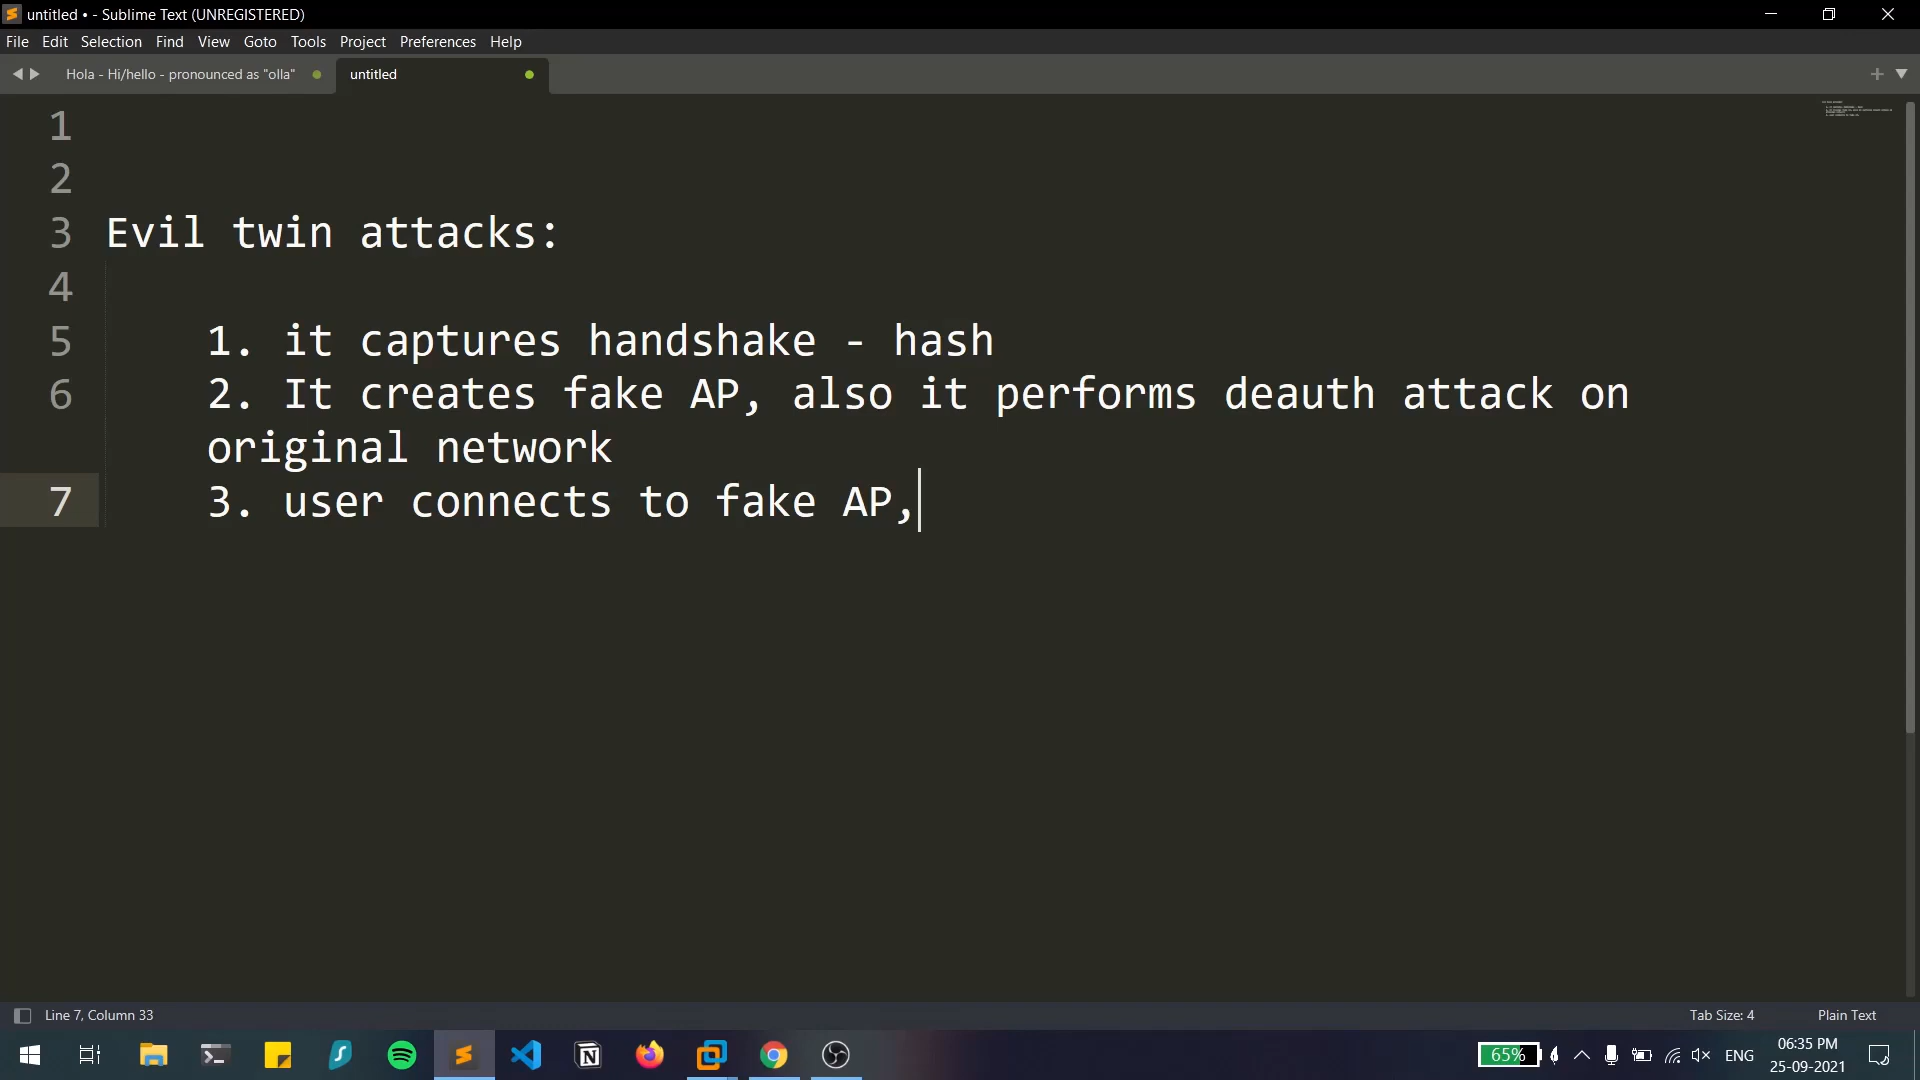 untitled • - Sublime Text (UNREGISTERED)
File Edit Selection Find View Goto Tools Project Preferences Help
Hola - Hi/hello - pronounced as "olla" untitled
1
2
3 Evil twin attacks:
4
5 1. it captures handshake - hash
6 2. It creates fake AP, also it performs deauth attack on
original network
7 3. user connects to fake AP,
Line 7, Column 33 Tab Size: 4 Plain Text
65% ENG 06:35 PM
25-09-2021